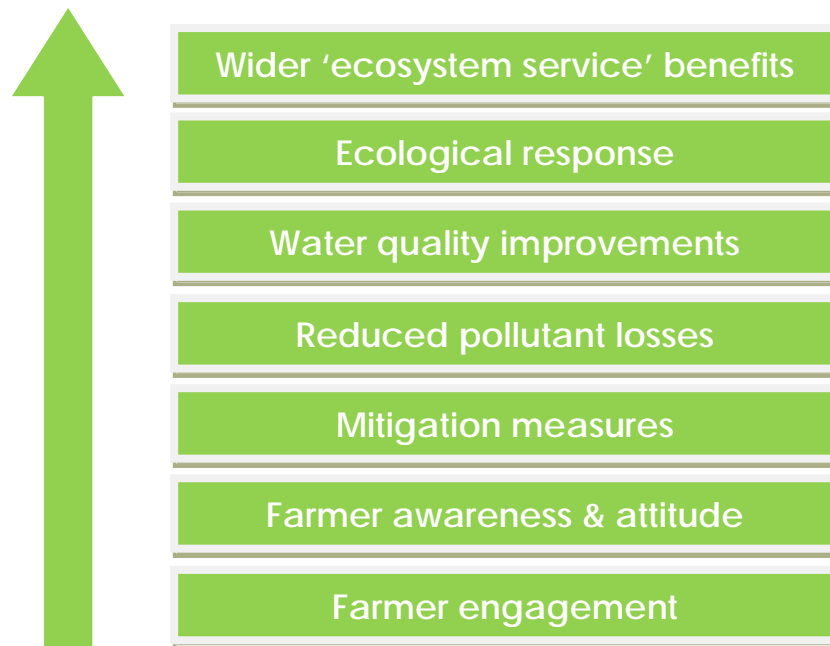 Wider ‘ecosystem service’ benefits
Ecological response
Water quality improvements
Reduced pollutant losses
Mitigation measures
Farmer awareness & attitude
Farmer engagement